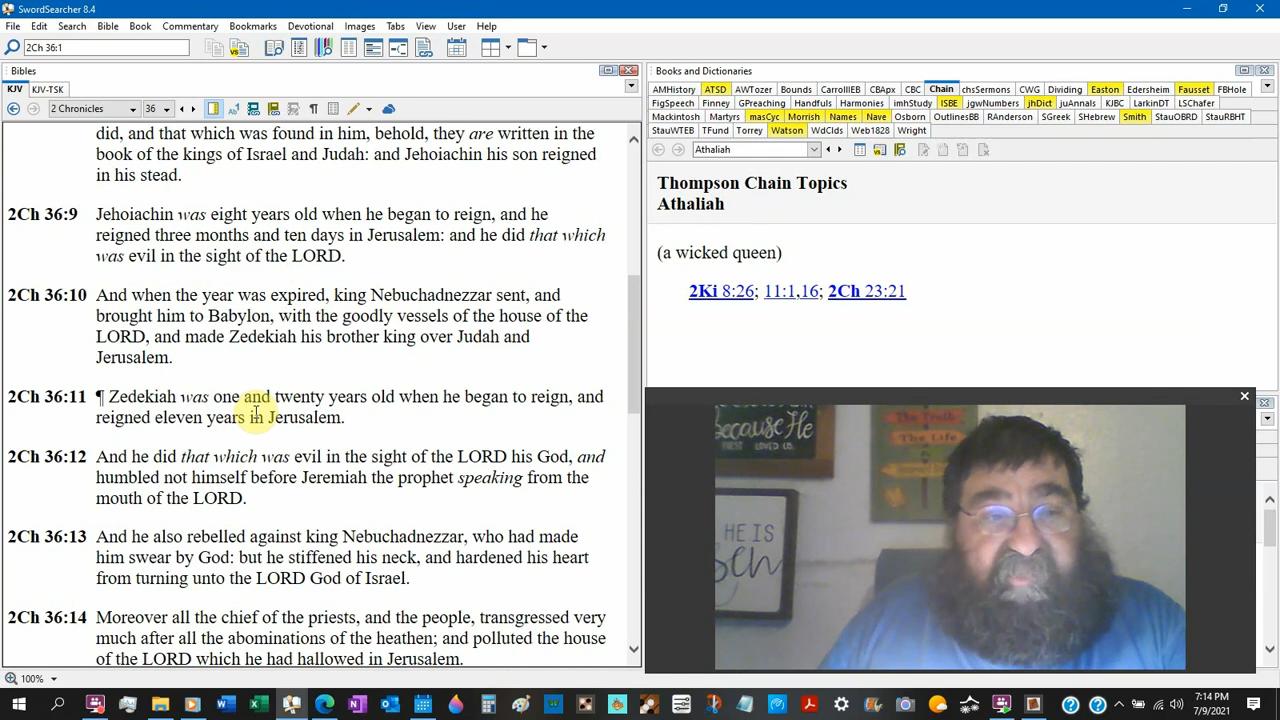 SwordSearcher 8.4
File Edit Search Bible Book Commentary Bookmarks Devotional Images Tabs View User Help
2Ch 36:1
Bibles
KJV KJV-TSK
2 Chronicles 36
did, and that which was found in him, behold, they are written in the
book of the kings of Israel and Judah: and Jehoiachin his son reigned
in his stead.
2Ch 36:9 Jehoiachin was eight years old when he began to reign, and he
reigned three months and ten days in Jerusalem: and he did that which
was evil in the sight of the LORD.
2Ch 36:10 And when the year was expired, king Nebuchadnezzar sent, and
brought him to Babylon, with the goodly vessels of the house of the
LORD, and made Zedekiah his brother king over Judah and
Jerusalem.
2Ch 36:11 ¶ Zedekiah was one and twenty years old when he began to reign, and
reigned eleven years in Jerusalem.
2Ch 36:12 And he did that which was evil in the sight of the LORD his God, and
humbled not himself before Jeremiah the prophet speaking from the
mouth of the LORD.
2Ch 36:13 And he also rebelled against king Nebuchadnezzar, who had made
him swear by God: but he stiffened his neck, and hardened his heart
from turning unto the LORD God of Israel.
2Ch 36:14 Moreover all the chief of the priests, and the people, transgressed very
much after all the abominations of the heathen; and polluted the house
of the LORD which he had hallowed in Jerusalem.
100%
Books and Dictionaries
AMHistory ATSD AWTozer Bounds CarrollIEB CBApx CBC Chain chsSermons CWG Dividing Easton Edersheim Fausset FBHole
FigSpeech Finney GPreaching Handfuls Harmonies imhStudy ISBE jgwNumbers jhDict juAnnals KJBC LarkinDT LSChafer
Mackintosh Martyrs masCyc Morrish Names Nave Osborn OutlinesBB RAnderson SGreek SHebrew Smith StauOBRD StauRBHT
StauWTEB TFund Torrey Watson WdClds Web1828 Wright
Athaliah
Thompson Chain Topics
Athaliah
(a wicked queen)
2Ki 8:26; 11:1,16; 2Ch 23:21
Because He
FIRST LOVED US.
The Truth
The Life
HE IS
7:14 PM
7/9/2021